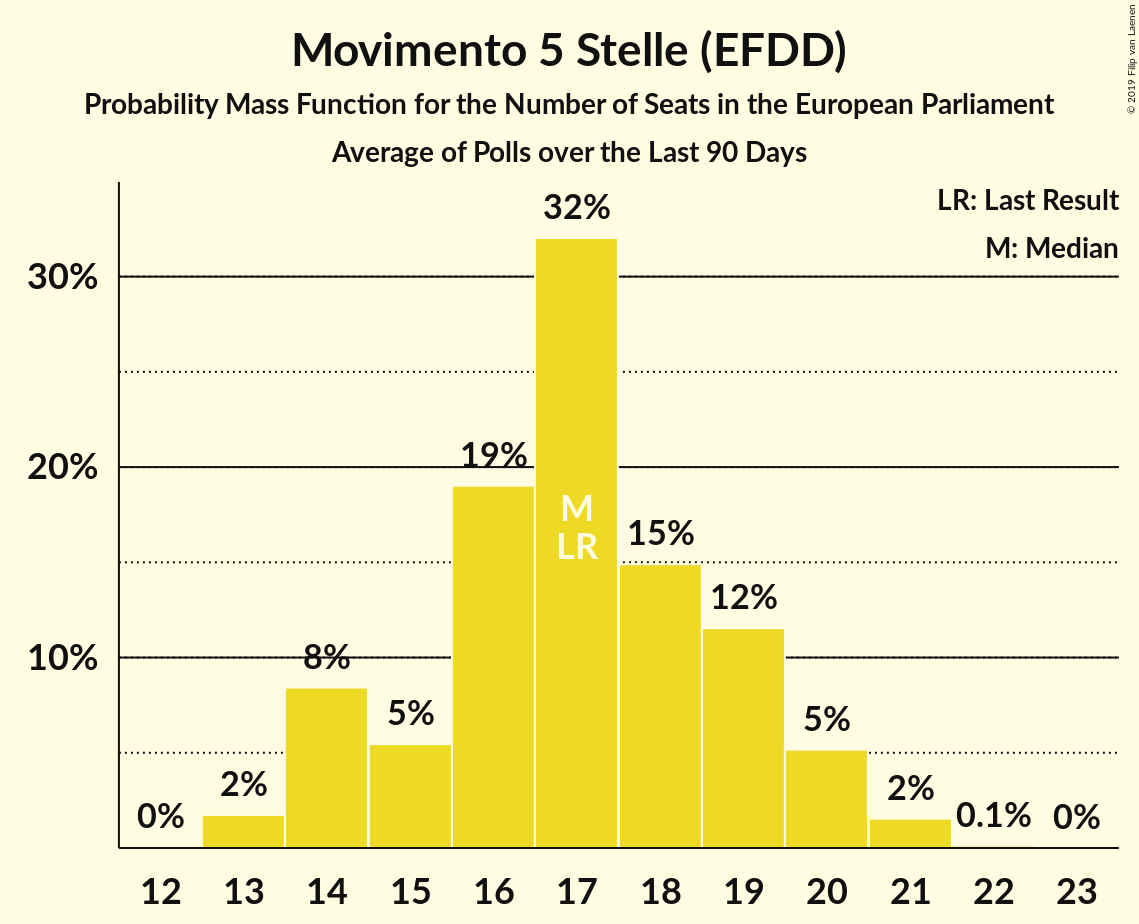 Movimento 5 Stelle (EFDD)
Probability Mass Function for the Number of Seats in the European Parliament
Average of Polls over the Last 90 Days
© 2019 Filip van Laenen
LR: Last Result
M: Median
30%
20%
10%
0%
2%
8%
5%
19%
32%
M
LR
15%
12%
5%
2%
0.1%
0%
12 13 14 15 16 17 18 19 20 21 22 23